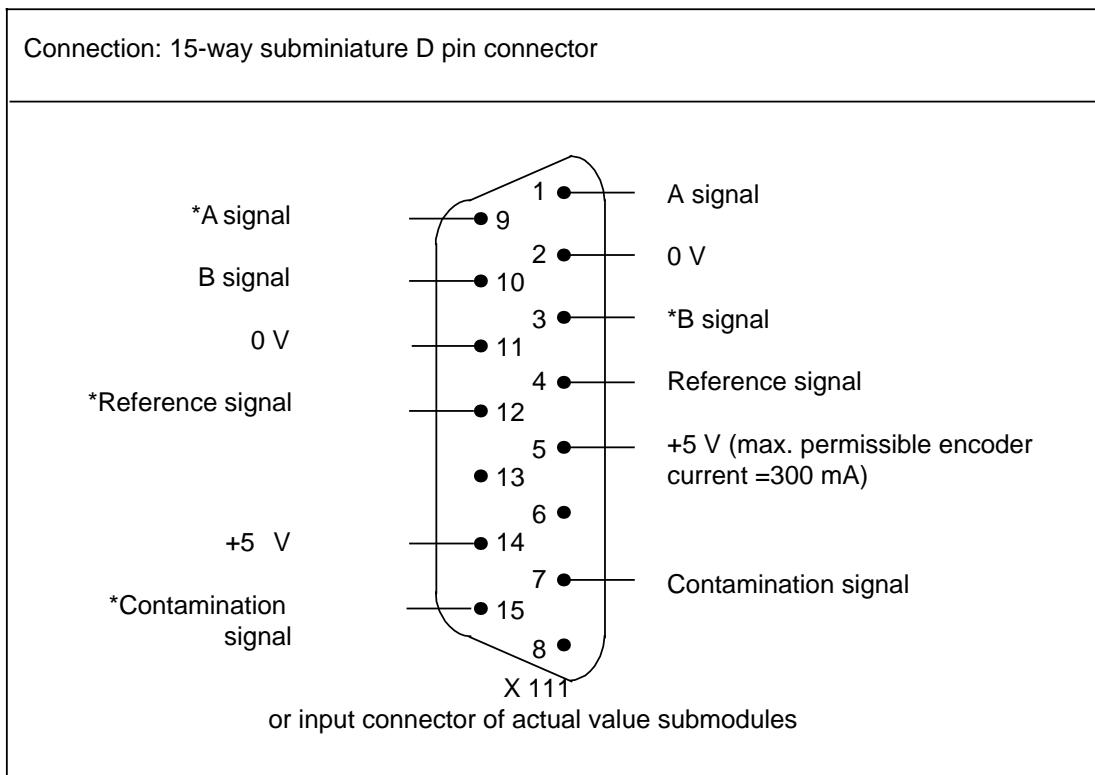 Connection: 15-way subminiature D pin connector
1
A signal
*A signal
9
2
0 V
B signal
10
3
*B signal
0 V
11
4
Reference signal
*Reference signal
12
5
+5 V (max. permissible encoder
current =300 mA)
13
6
+5 V
14
7
Contamination signal
*Contamination
signal
15
8
X 111
or input connector of actual value submodules